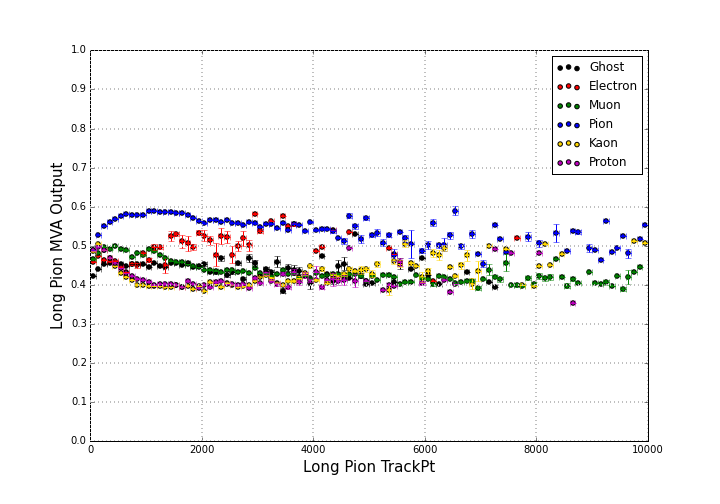 1.0
0.9
0.8
0.7
0.6
0.5
0.4
0.3
0.2
0.1
0.0
Long Pion MVA Output
Ghost
Electron
Muon
Pion
Kaon
Proton
0 2000 4000 6000 8000 10000
Long Pion TrackPt